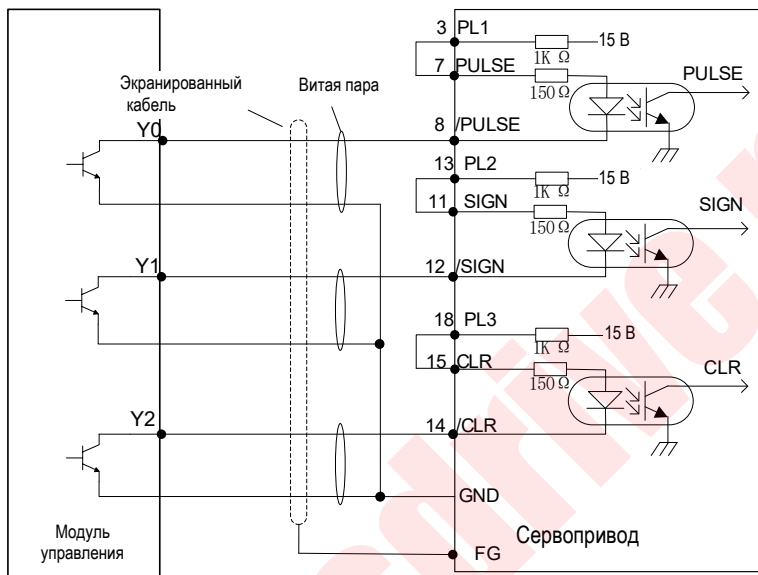 3 PL1
15 В
1K Ω
7 PULSE
150 Ω
PULSE
Экранированный
кабель
Витая пара
Y0
8 /PULSE
13 PL2
15 В
1K Ω
11 SIGN
150 Ω
SIGN
Y1
12 /SIGN
18 PL3
15 В
1K Ω
15 CLR
150 Ω
CLR
Y2
14 /CLR
GND
Модуль
управления
Сервопривод
FG